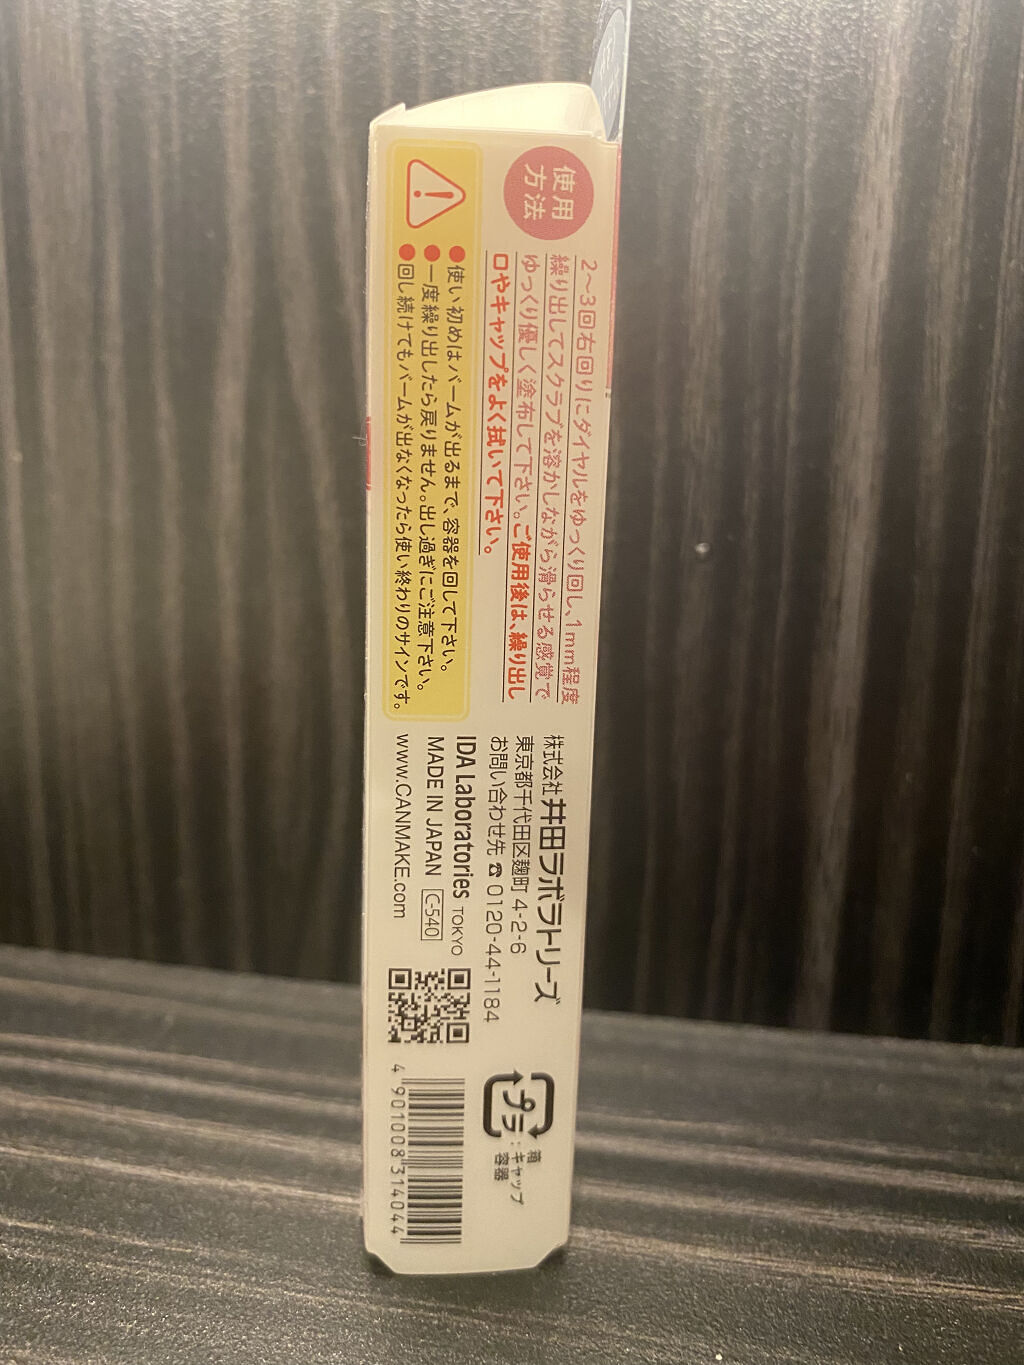 使用
方法
2〜3回右回りにダイヤルをゆっくり回し、1mm程度
繰り出してスクラブを溶かしながら滑らせる感覚で
ゆっくり優しく塗布して下さい。ご使用後は、繰り出し
口やキャップをよく拭いて下さい。
●使い初めはバームが出るまで、容器を回して下さい。
●一度繰り出したら戻りません。出し過ぎにご注意下さい。
●回し続けてもバームが出なくなったら使い終わりのサインです。
株式会社 井田ラボラトリーズ
東京都千代田区麹町 4-2-6
お問い合わせ先 ☎ 0120-44-1184
IDA Laboratories TOKYO
MADE IN JAPAN C-540
www.CANMAKE.com
プラ
:
箱
キャップ
容器
4 901008 314044